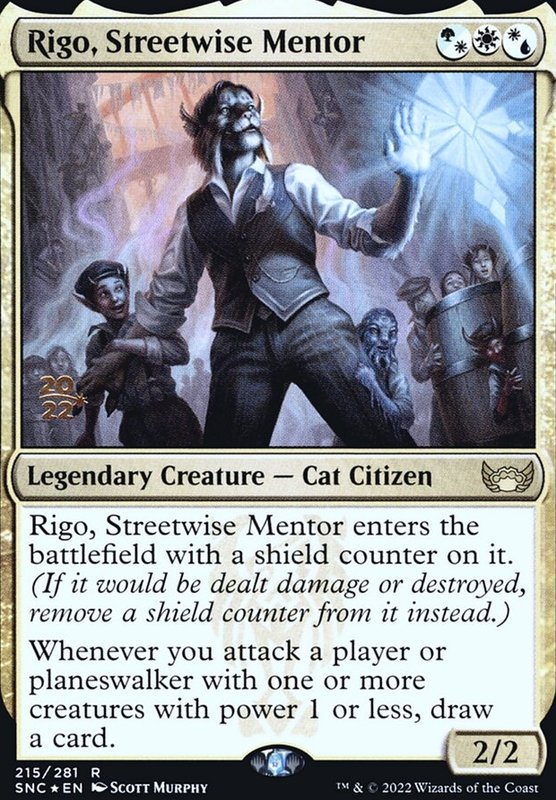 Rigo, Streetwise Mentor
20
22
Legendary Creature — Cat Citizen
Rigo, Streetwise Mentor enters the
battlefield with a shield counter on it.
(If it would be dealt damage or destroyed,
remove a shield counter from it instead.)
Whenever you attack a player or
planeswalker with one or more
creatures with power 1 or less, draw
a card.
2/2
215/281 R
SNC ★ EN Scott Murphy
™ & © 2022 Wizards of the Coast